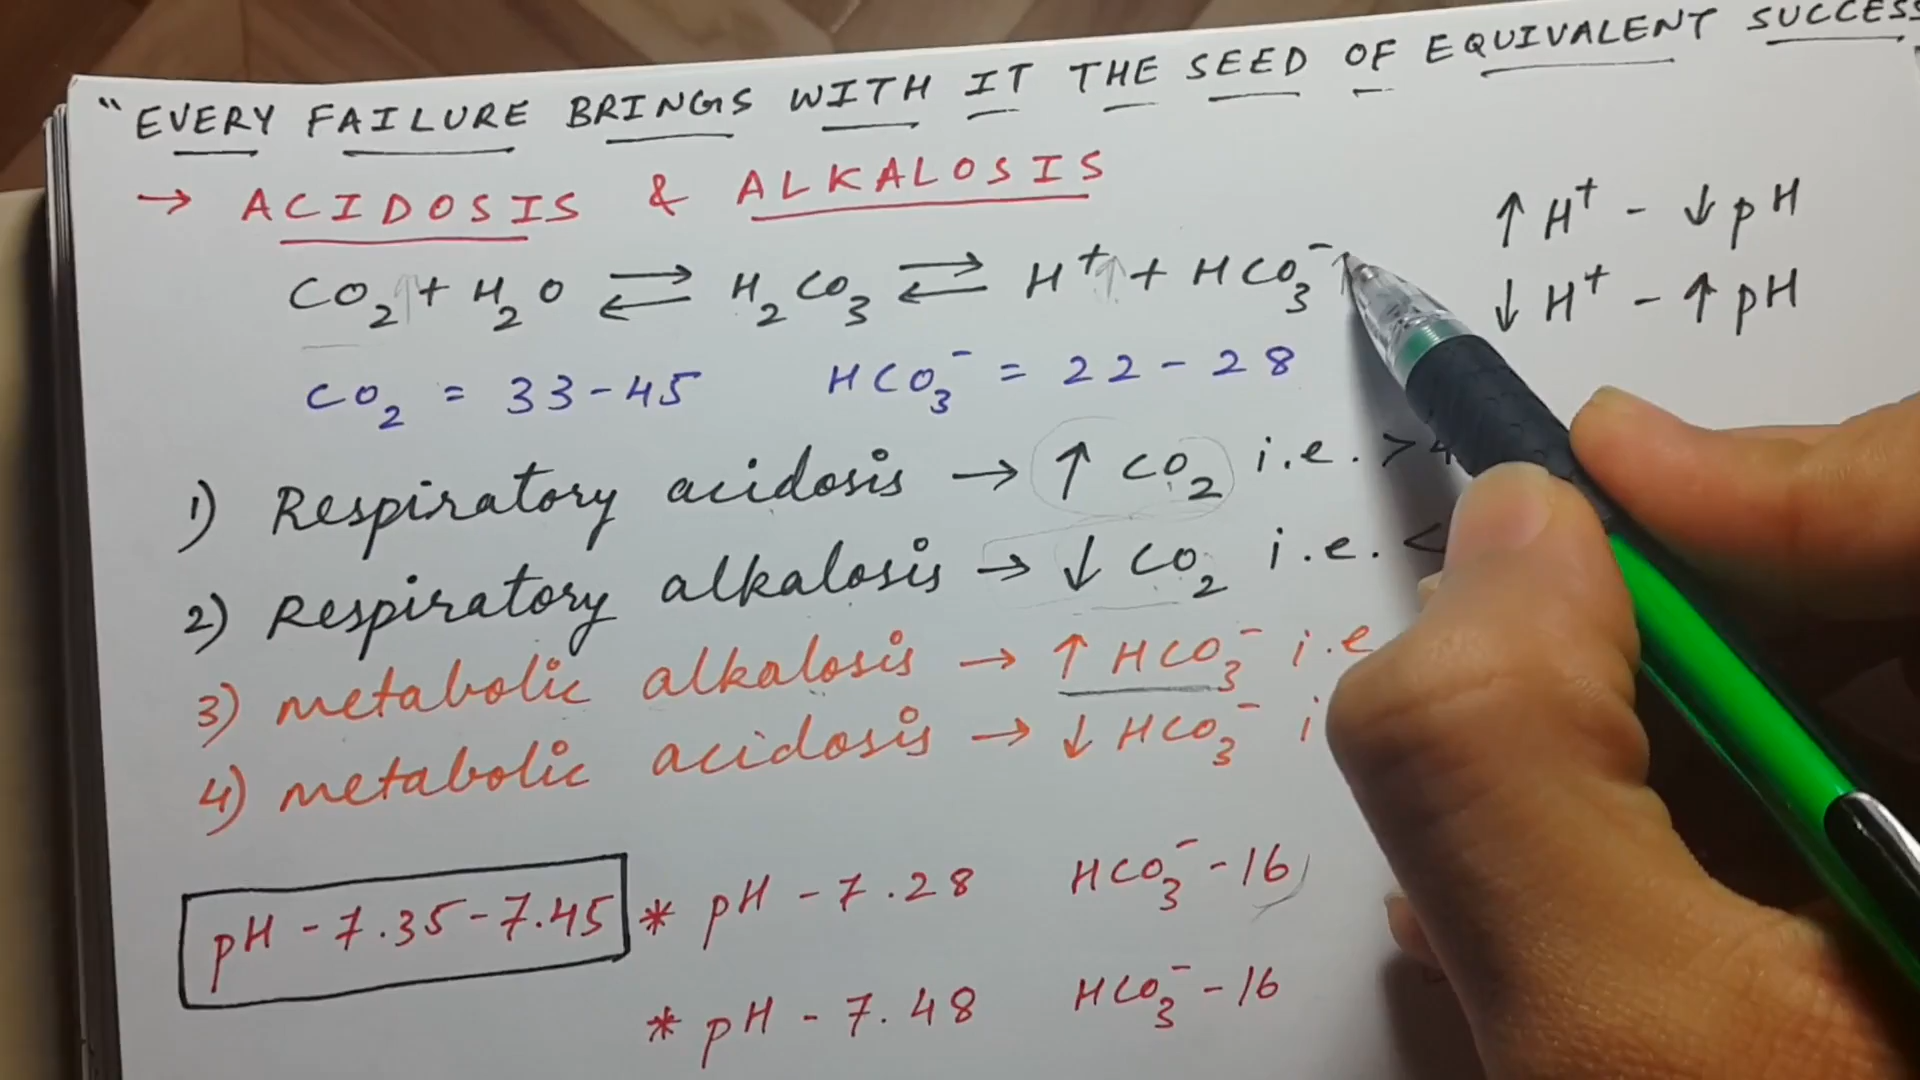 “EVERY FAILURE BRINGS WITH IT THE SEED OF EQUIVALENT SUCCESS
→ ACIDOSIS & ALKALOSIS
CO₂↑ + H₂O ⇌ H₂CO₃ ⇌ H⁺↑ + HCO₃⁻↑
↑ H⁺ - ↓ pH
↓ H⁺ - ↑ pH
CO₂ = 33-45 HCO₃⁻ = 22-28
1) Respiratory acidosis → ↑ CO₂ i.e. > 4
2) Respiratory alkalosis → ↓ CO₂ i.e. <
3) metabolic alkalosis → ↑ HCO₃⁻ i.e
4) metabolic acidosis → ↓ HCO₃⁻ i
pH - 7.35-7.45 * pH - 7.28 HCO₃⁻ - 16
* pH - 7.48 HCO₃⁻ - 16